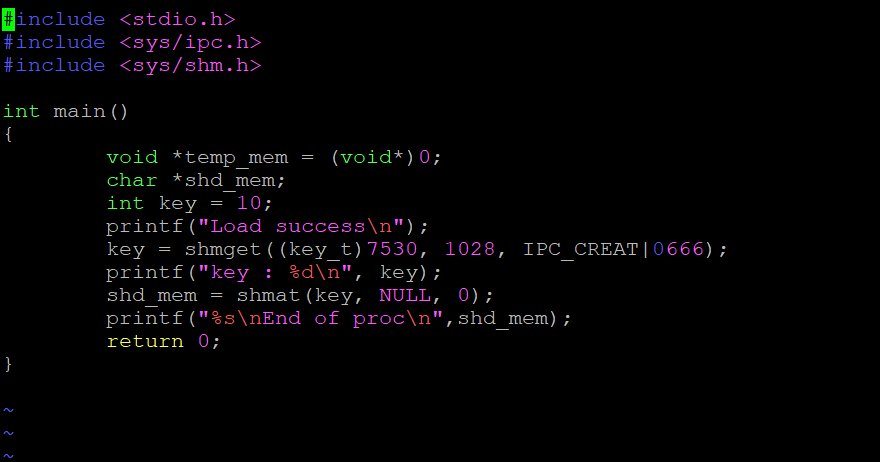 #include <stdio.h>
#include <sys/ipc.h>
#include <sys/shm.h>

int main()
{
        void *temp_mem = (void*)0;
        char *shd_mem;
        int key = 10;
        printf("Load success\n");
        key = shmget((key_t)7530, 1028, IPC_CREAT|0666);
        printf("key : %d\n", key);
        shd_mem = shmat(key, NULL, 0);
        printf("%s\nEnd of proc\n",shd_mem);
        return 0;
}

~
~
~